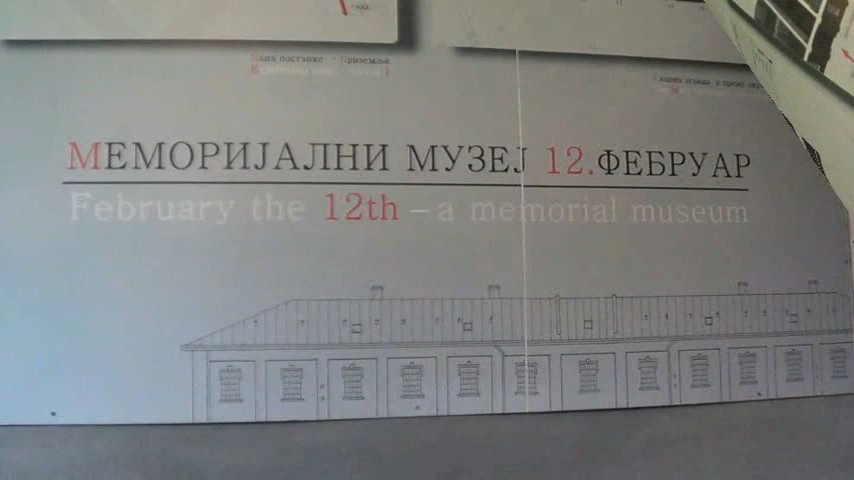 МЕМОРИЈАЛНИ МУЗЕЈ 12.ФЕБРУАР
February the 12th – a memorial museum